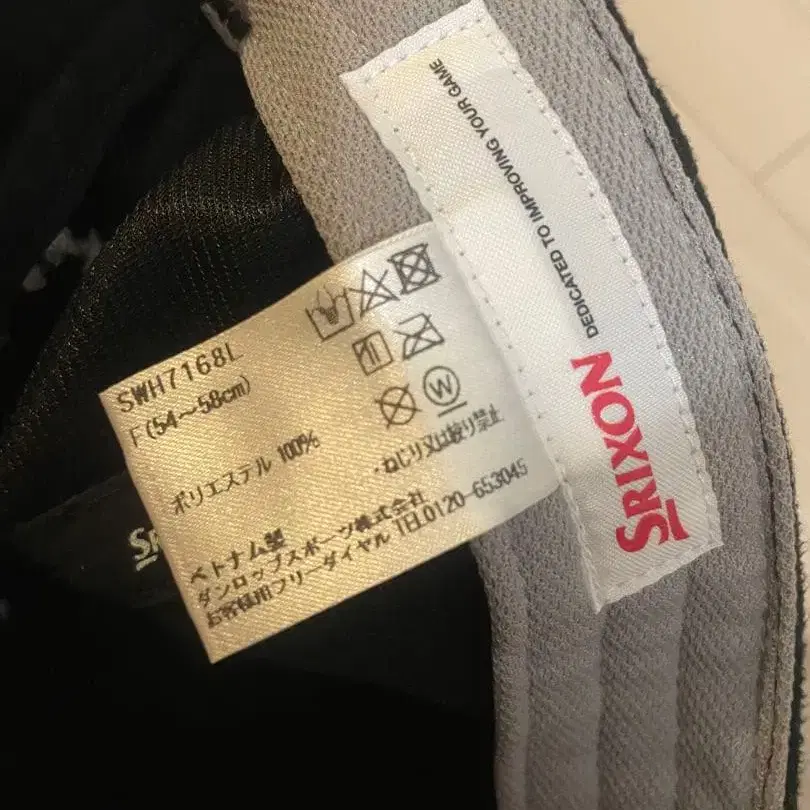 SRIXON DEDICATED TO IMPROVING YOUR GAME
SWH7168L
F(54～58cm)
ポリエステル 100%
W
・ねじり又は絞り禁止
ベトナム製
ダンロップスポーツ株式会社
お客様用フリーダイヤル TEL0120-653045